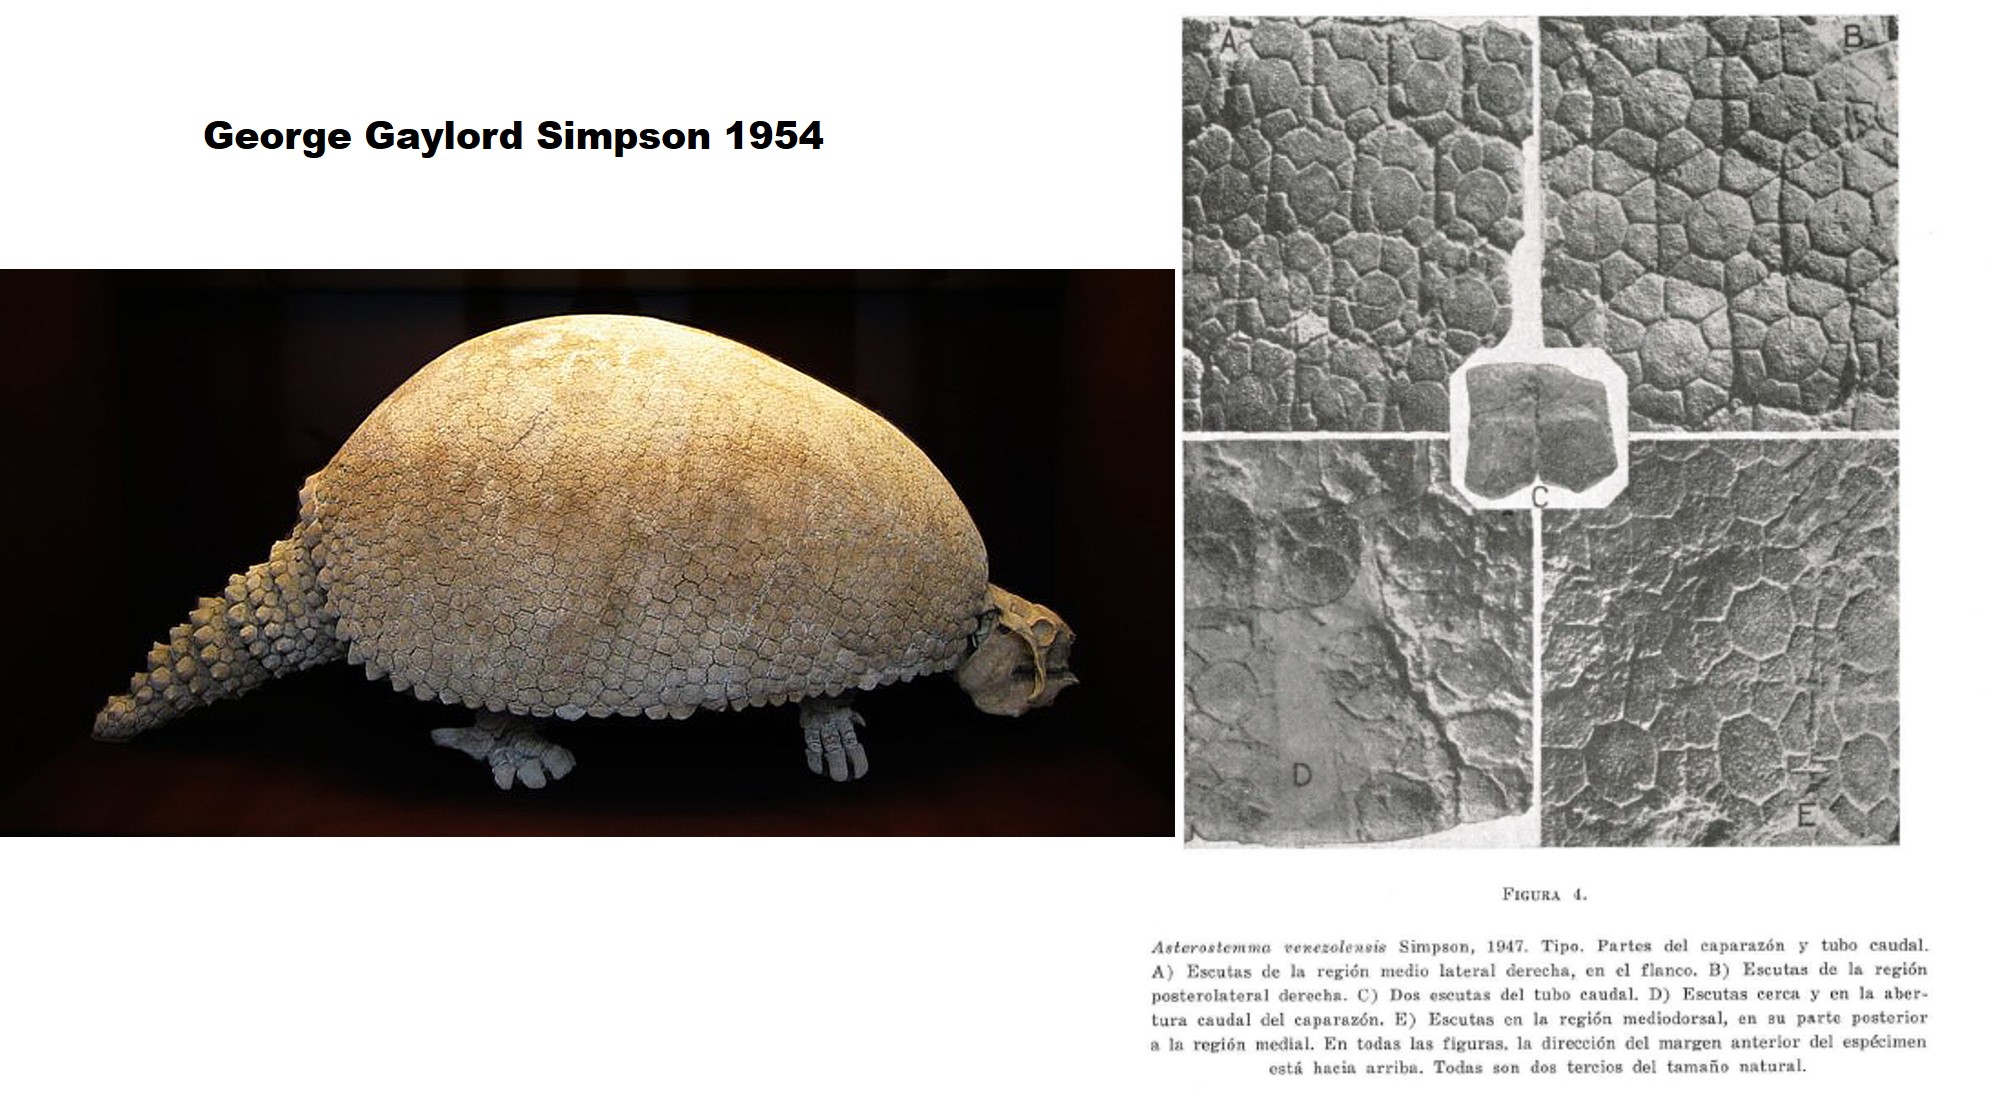 George Gaylord Simpson 1954
A
B
C
D
E
FIGURA 4.
Asterostemma venezolensis Simpson, 1947. Tipo. Partes del caparazón y tubo caudal.
A) Escutas de la región medio lateral derecha, en el flanco. B) Escutas de la región
posterolateral derecha. C) Dos escutas del tubo caudal. D) Escutas cerca y en la aber-
tura caudal del caparazón. E) Escutas en la región mediodorsal, en su parte posterior
a la región medial. En todas las figuras, la dirección del margen anterior del espécimen
está hacia arriba. Todas son dos tercios del tamaño natural.